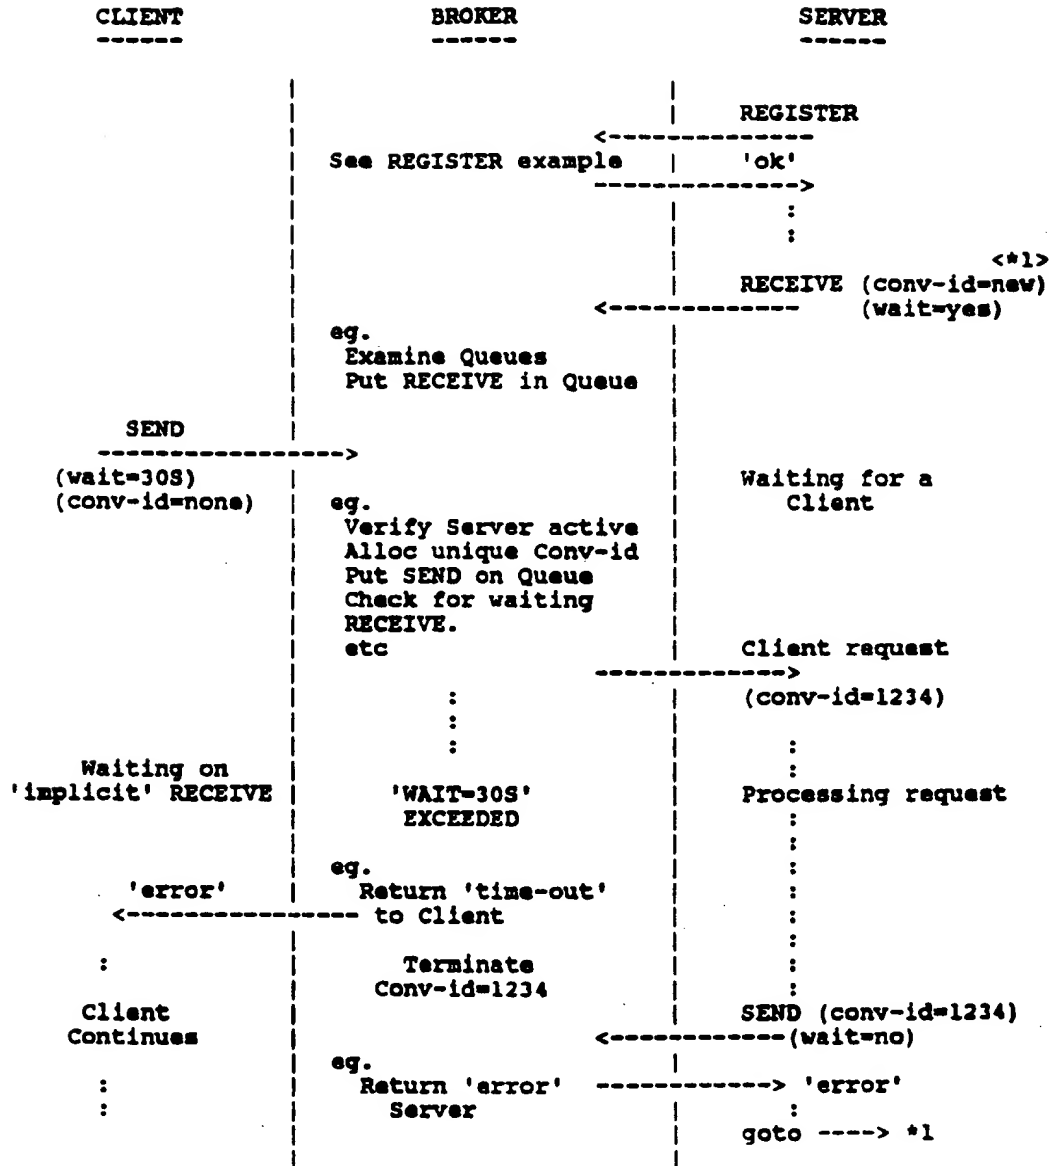 CLIENT BROKER SERVER
------ ------ ------
REGISTER
<--------------
See REGISTER example 'ok'
-------------->
:
:
<*1>
RECEIVE (conv-id=new)
<-------------- (wait=yes)
eg.
Examine Queues
Put RECEIVE in Queue
SEND
----------------->
(wait=30S) Waiting for a
(conv-id=none) eg. Client
Verify Server active
Alloc unique Conv-id
Put SEND on Queue
Check for waiting
RECEIVE.
etc Client request
------------->
: (conv-id=1234)
:
: :
Waiting on :
'implicit' RECEIVE 'WAIT=30S' Processing request
EXCEEDED :
:
eg. :
'error' Return 'time-out' :
<---------------- to Client :
:
: Terminate :
Conv-id=1234 :
Client SEND (conv-id=1234)
Continues <------------(wait=no)
eg.
: Return 'error' ------------> 'error'
: Server :
goto ----> *1